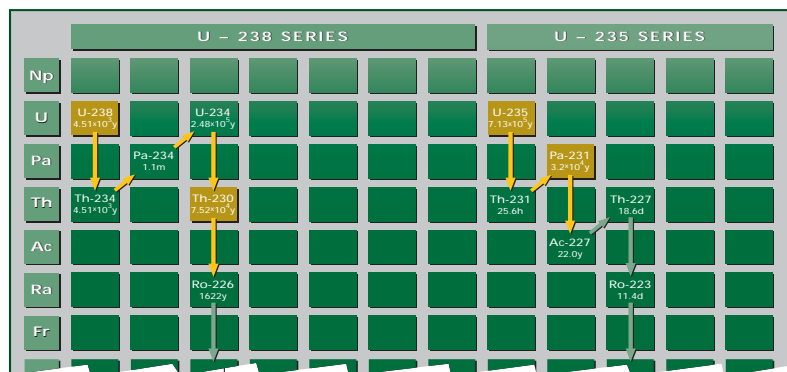 U – 238 SERIES
U – 235 SERIES
Np
U
U-238
4.51×10⁵y
U-234
2.48×10⁵y
U-235
7.13×10⁵y
Pa
Pa-234
1.1m
Pa-231
3.2×10⁴y
Th
Th-234
4.51×10³y
Th-230
7.52×10⁴y
Th-231
25.6h
Th-227
18.6d
Ac
Ac-227
22.0y
Ra
Ro-226
1622y
Ro-223
11.4d
Fr